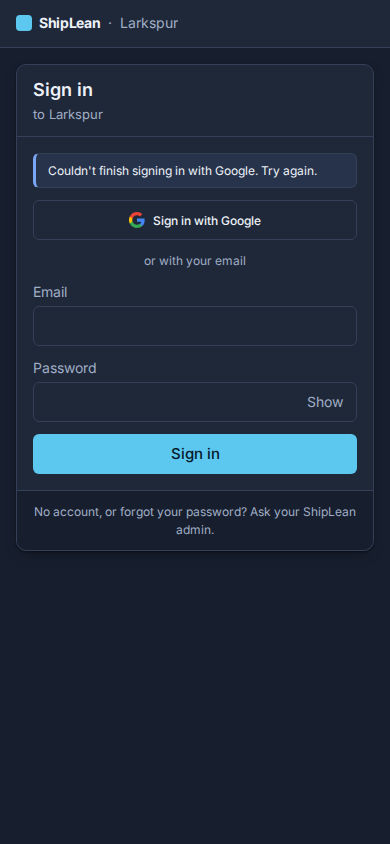 ShipLean · Larkspur
Sign in
to Larkspur
Couldn't finish signing in with Google. Try again.
Sign in with Google
or with your email
Email
Password
Show
Sign in
No account, or forgot your password? Ask your ShipLean
admin.